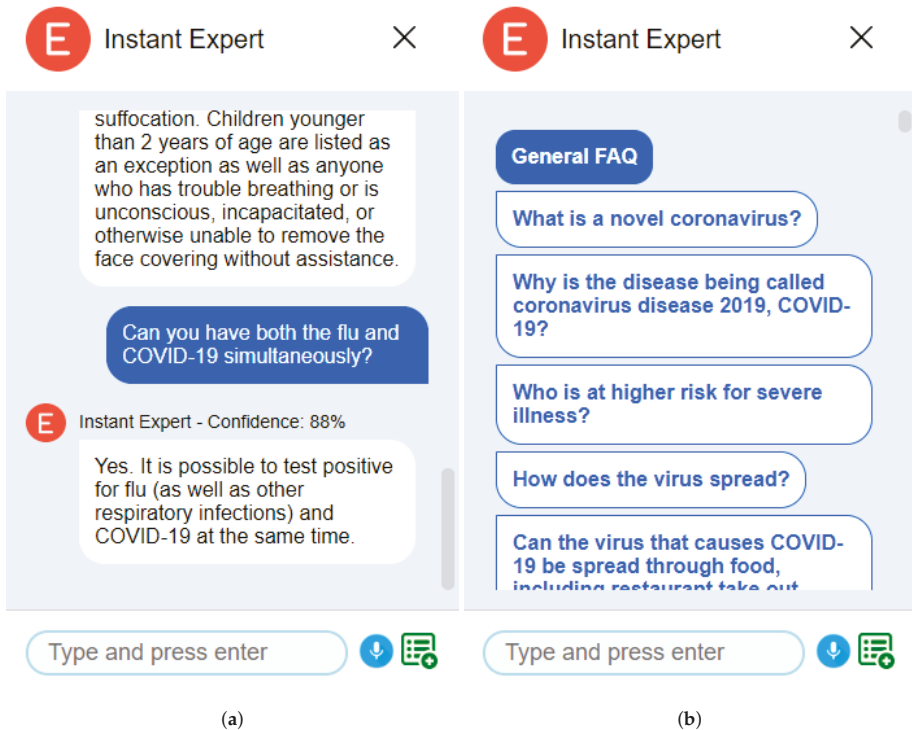 E Instant Expert
suffocation. Children younger
than 2 years of age are listed as
an exception as well as anyone
who has trouble breathing or is
unconscious, incapacitated, or
otherwise unable to remove the
face covering without assistance.
Can you have both the flu and
COVID-19 simultaneously?
E Instant Expert - Confidence: 88%
Yes. It is possible to test positive
for flu (as well as other
respiratory infections) and
COVID-19 at the same time.
Type and press enter
(a)
E Instant Expert
General FAQ
What is a novel coronavirus?
Why is the disease being called
coronavirus disease 2019, COVID-
19?
Who is at higher risk for severe
illness?
How does the virus spread?
Can the virus that causes COVID-
19 be spread through food,
including restaurant take out
Type and press enter
(b)